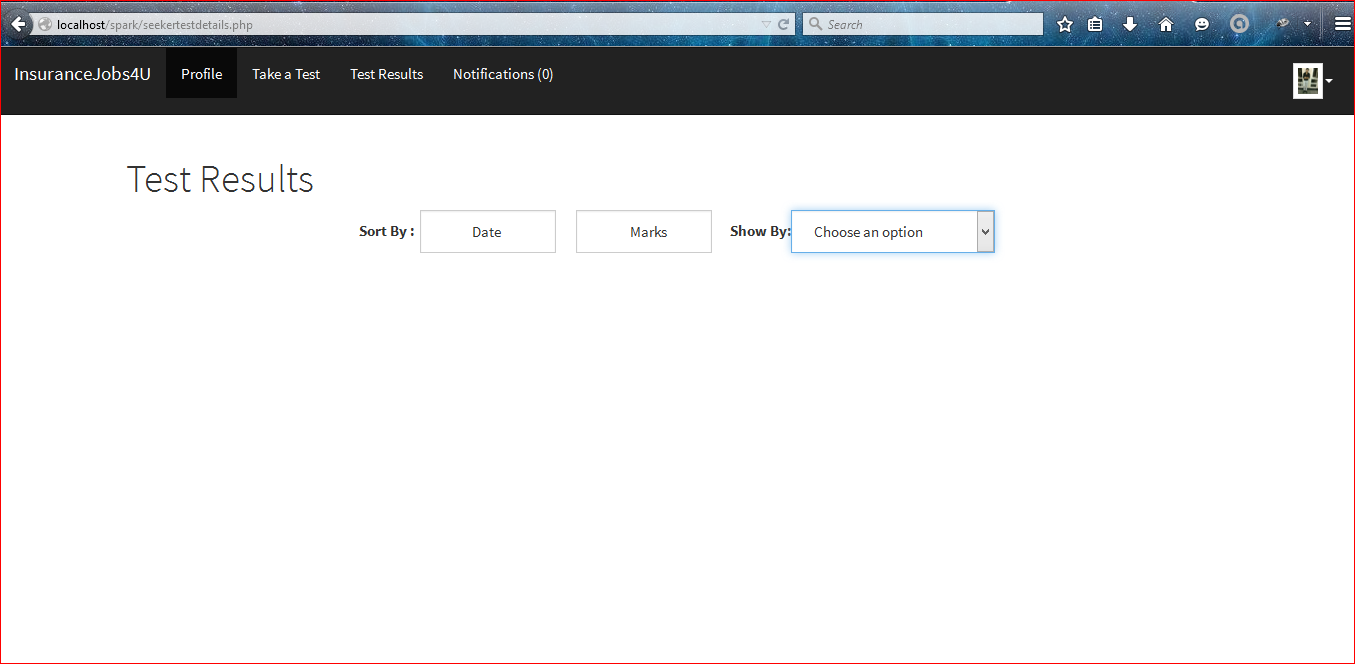 localhost/spark/seekertestdetails.php Search
InsuranceJobs4U Profile Take a Test Test Results Notifications (0)
Test Results
Sort By : Date Marks Show By: Choose an option